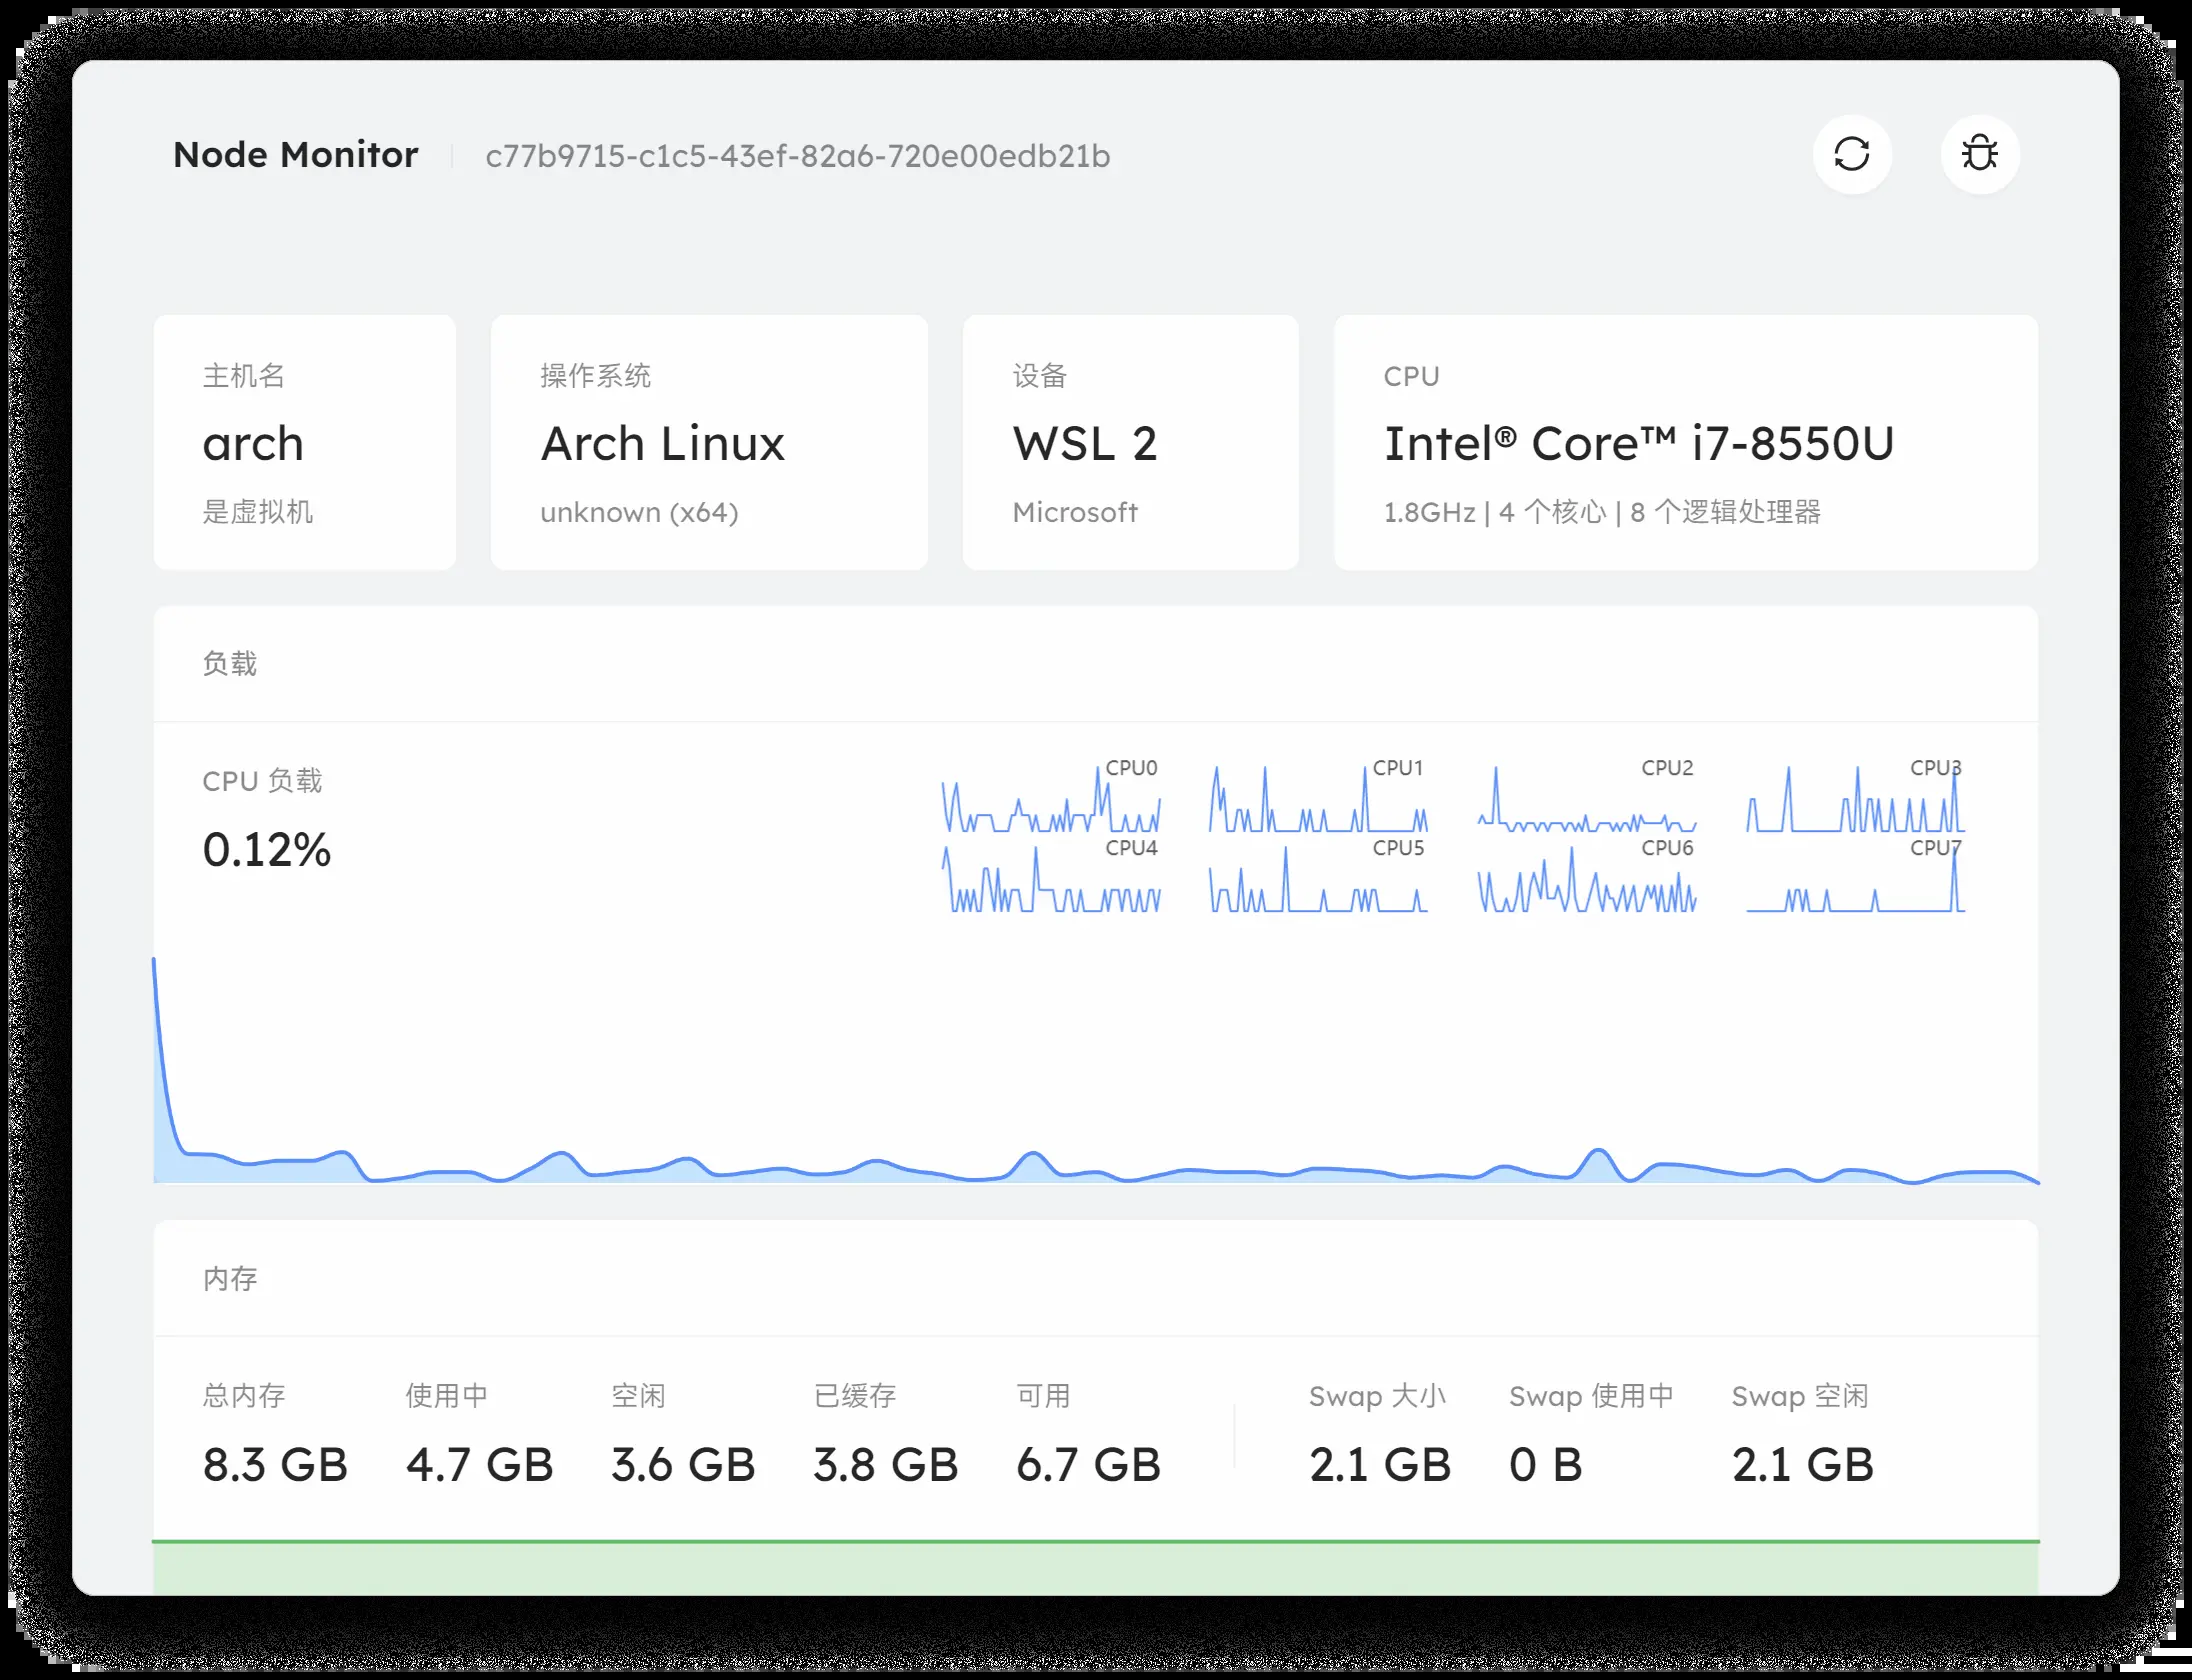 Node Monitor c77b9715-c1c5-43ef-82a6-720e00edb21b
主机名
arch
是虚拟机
操作系统
Arch Linux
unknown (x64)
设备
WSL 2
Microsoft
CPU
Intel® Core™ i7-8550U
1.8GHz | 4 个核心 | 8 个逻辑处理器
负载
CPU 负载
0.12%
CPU0 CPU1 CPU2 CPU3
CPU4 CPU5 CPU6 CPU7
内存
总内存 使用中 空闲 已缓存 可用 Swap 大小 Swap 使用中 Swap 空闲
8.3 GB 4.7 GB 3.6 GB 3.8 GB 6.7 GB 2.1 GB 0 B 2.1 GB